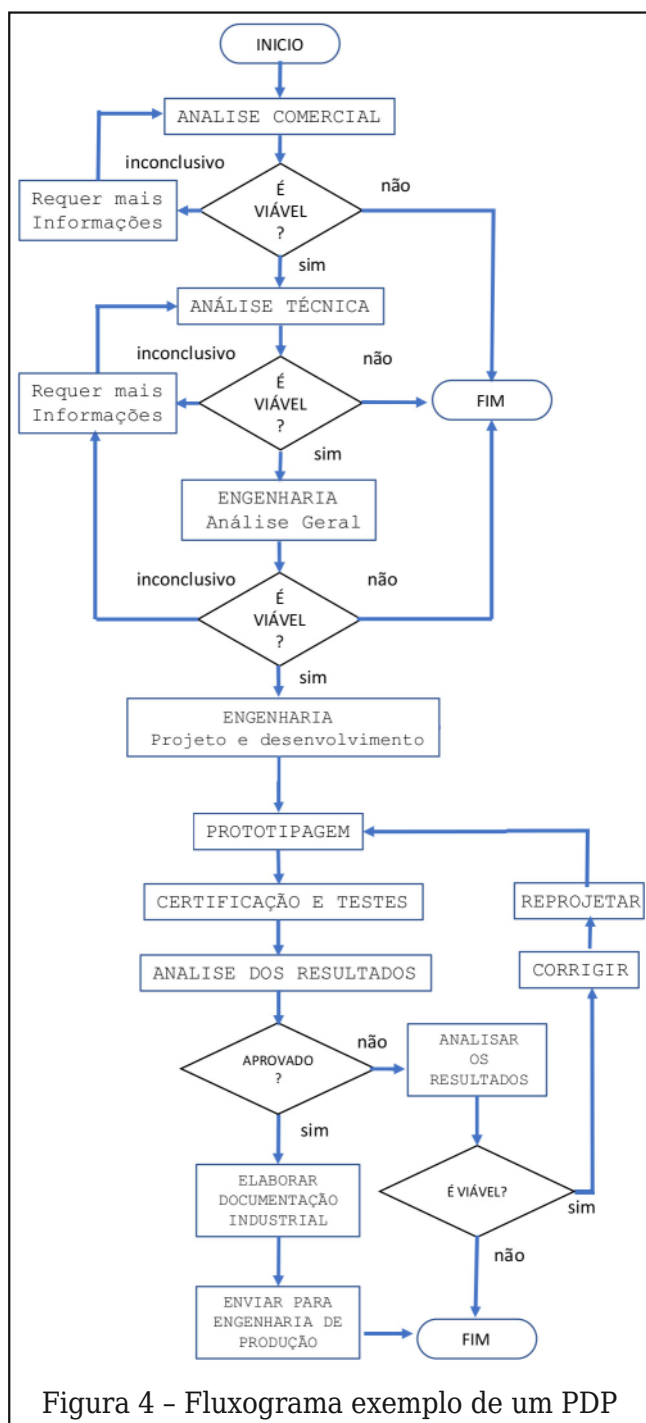 INICIO
ANALISE COMERCIAL
inconclusivo
não
Requer mais
Informações
É
VIÁVEL
?
sim
ANÁLISE TÉCNICA
inconclusivo
não
Requer mais
Informações
É
VIÁVEL
?
FIM
sim
ENGENHARIA
Análise Geral
inconclusivo
não
É
VIÁVEL
?
sim
ENGENHARIA
Projeto e desenvolvimento
PROTOTIPAGEM
CERTIFICAÇÃO E TESTES
REPROJETAR
ANALISE DOS RESULTADOS
CORRIGIR
APROVADO
?
não
ANALISAR
OS
RESULTADOS
sim
ELABORAR
DOCUMENTAÇÃO
INDUSTRIAL
É VIÁVEL?
sim
não
ENVIAR PARA
ENGENHARIA DE
PRODUÇÃO
FIM
Figura 4 – Fluxograma exemplo de um PDP